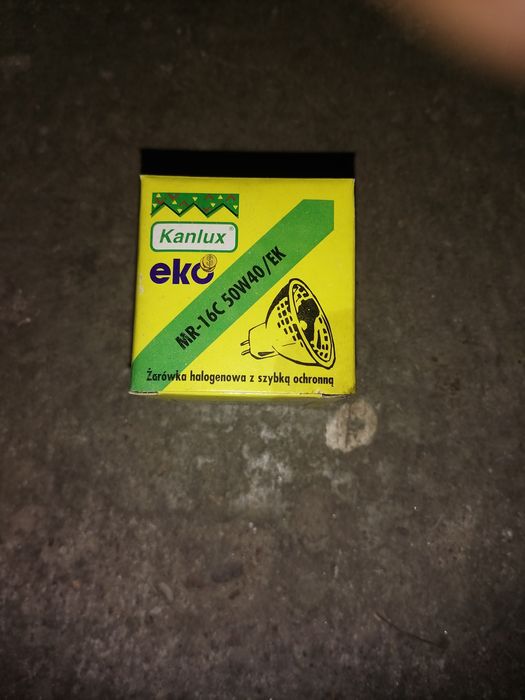 Kanlux®
eko
MR-16C 50W40/EK
Żarówka halogenowa z szybką ochronną